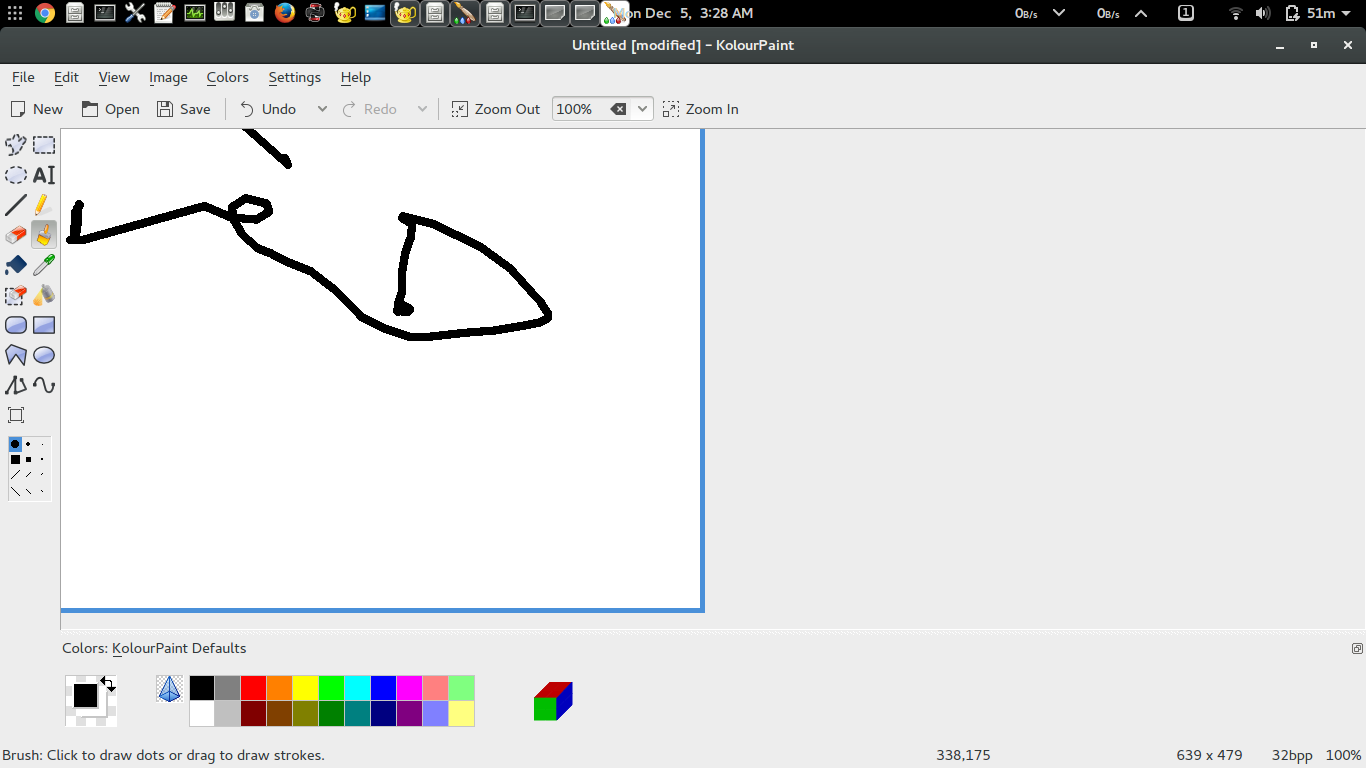 Mon Dec 5, 3:28 AM 0B/s 0B/s 1 51m
Untitled [modified] – KolourPaint
File Edit View Image Colors Settings Help
New Open Save Undo Redo Zoom Out 100% Zoom In
AI
Colors: KolourPaint Defaults
Brush: Click to draw dots or drag to draw strokes. 338,175 639 x 479 32bpp 100%